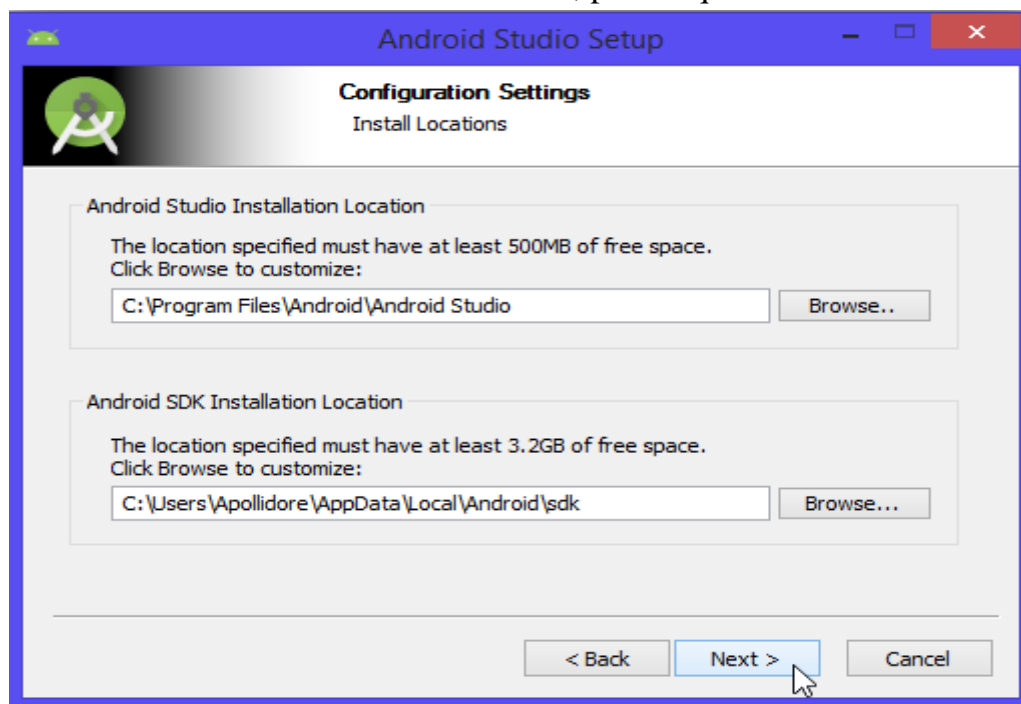 Android Studio Setup
Configuration Settings
Install Locations
Android Studio Installation Location
The location specified must have at least 500MB of free space.
Click Browse to customize:
C:\Program Files\Android\Android Studio
Browse..
Android SDK Installation Location
The location specified must have at least 3.2GB of free space.
Click Browse to customize:
C:\Users\Apollidore\AppData\Local\Android\sdk
Browse...
< Back
Next >
Cancel